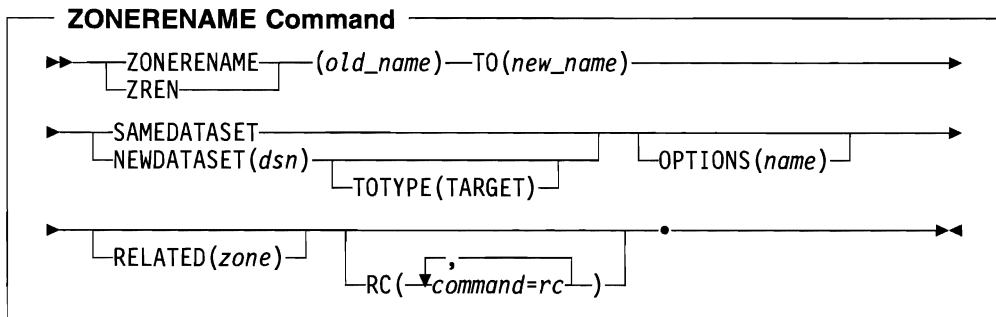 ZONERENAME Command
ZONERENAME (old_name) TO(new_name)
ZREN
SAMEDATASET
NEWDATASET(dsn) OPTIONS(name)
TOTYPE(TARGET)
RELATED(zone) ,
RC( command=rc )